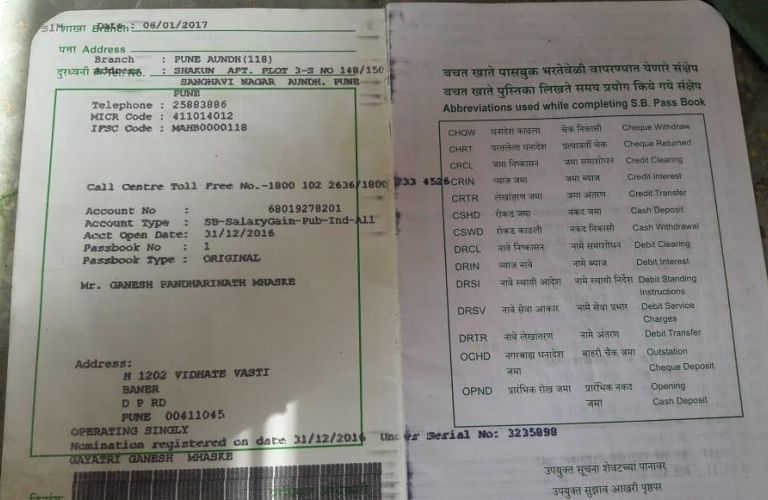 शाखा Branch : Date : 06/01/2017
पत्ता Address
Branch : PUNE AUNDH(118)
दुरध्वनी Address : SHAKUN APT. PLOT 3-S NO 148/150
SANGHAVI NAGAR AUNDH. PUNE
PUNE
Telephone : 25883886
MICR Code : 411014012
IFSC Code : MAHB0000118
Call Centre Toll Free No.-1800 102 2636/1800 233 4526
Account No : 68019278201
Account Type : SB-SalaryGain-Pub-Ind-All
Acct Open Date: 31/12/2016
Passbook No : 1
Passbook Type : ORIGINAL
Mr. GANESH PANDHARINATH MHASKE
Address:
H 1202 VIDHATE VASTI
BANER
D P RD
PUNE 00411045
OPERATING SINGLY
Nomination registered on date 31/12/2016 Under Serial No: 3235898
GAYATRI GANESH MHASKE
बचत खाते पासबुक भरतेवेळी वापरण्यात येणारे संक्षेप
बचत खाते पुस्तिका लिखते समय प्रयोग किये गये संक्षेप
Abbreviations used while completing S.B. Pass Book
CHQW धनादेश काढला चेक निकासी Cheque Withdraw
CHRT परतलेला धनादेश प्रत्यावर्ती चेक Cheque Returned
CRCL जमा निष्कासन जमा समाशोधन Credit Clearing
CRIN व्याज जमा जमा ब्याज Credit Interest
CRTR लेखांतरण जमा जमा अंतरण Credit Transfer
CSHD रोकड जमा नकद जमा Cash Deposit
CSWD रोकड काढली नकद निकासी Cash Withdrawal
DRCL नावे निष्कासन नामे समाशोधन Debit Clearing
DRIN व्याज नावे नामे ब्याज Debit Interest
DRSI नावे स्थायी आदेश नामे स्थायी निर्देश Debit Standing
Instructions
DRSV नावे सेवा आकार नामे सेवा प्रभार Debit Service
Charges
DRTR नावे लेखांतरण नामे अंतरण Debit Transfer
OCHD नगरबाह्य धनादेश बाहरी चैक जमा Outstation
जमा Cheque Deposit
OPND प्रारंभिक रोख जमा प्रारंभिक नकद Opening
जमा Cash Deposit
उपयुक्त सूचना शेवटच्या पानावर
उपयुक्त सुझाव आखरी पृष्ठपर